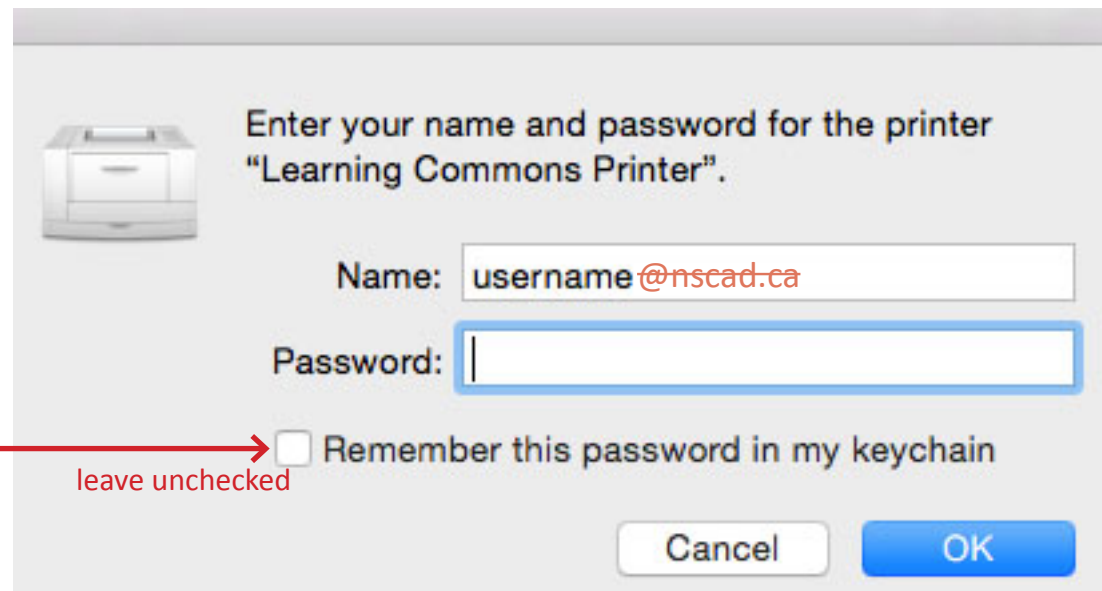 Enter your name and password for the printer
“Learning Commons Printer”.
Name: username@nscad.ca
Password:
Remember this password in my keychain
leave unchecked
Cancel OK